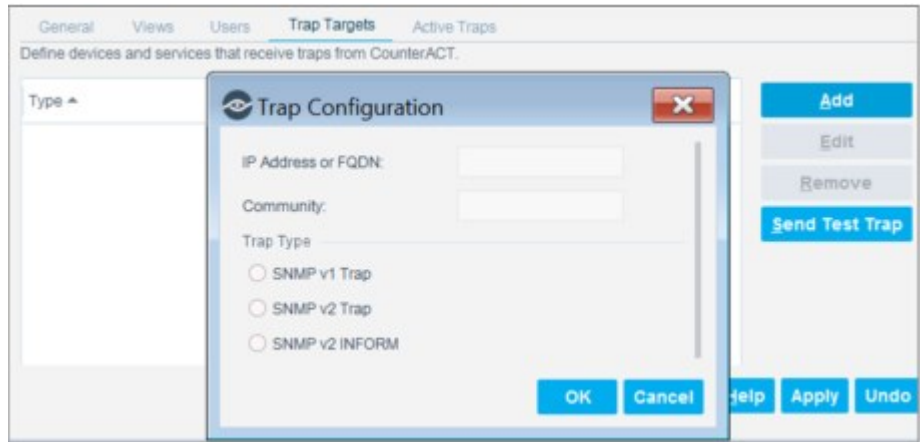 General Views Users Trap Targets Active Traps
Define devices and services that receive traps from CounterACT.
Type
Trap Configuration
IP Address or FQDN:
Community:
Trap Type
SNMP v1 Trap
SNMP v2 Trap
SNMP v2 INFORM
OK Cancel
Add
Edit
Remove
Send Test Trap
Help Apply Undo